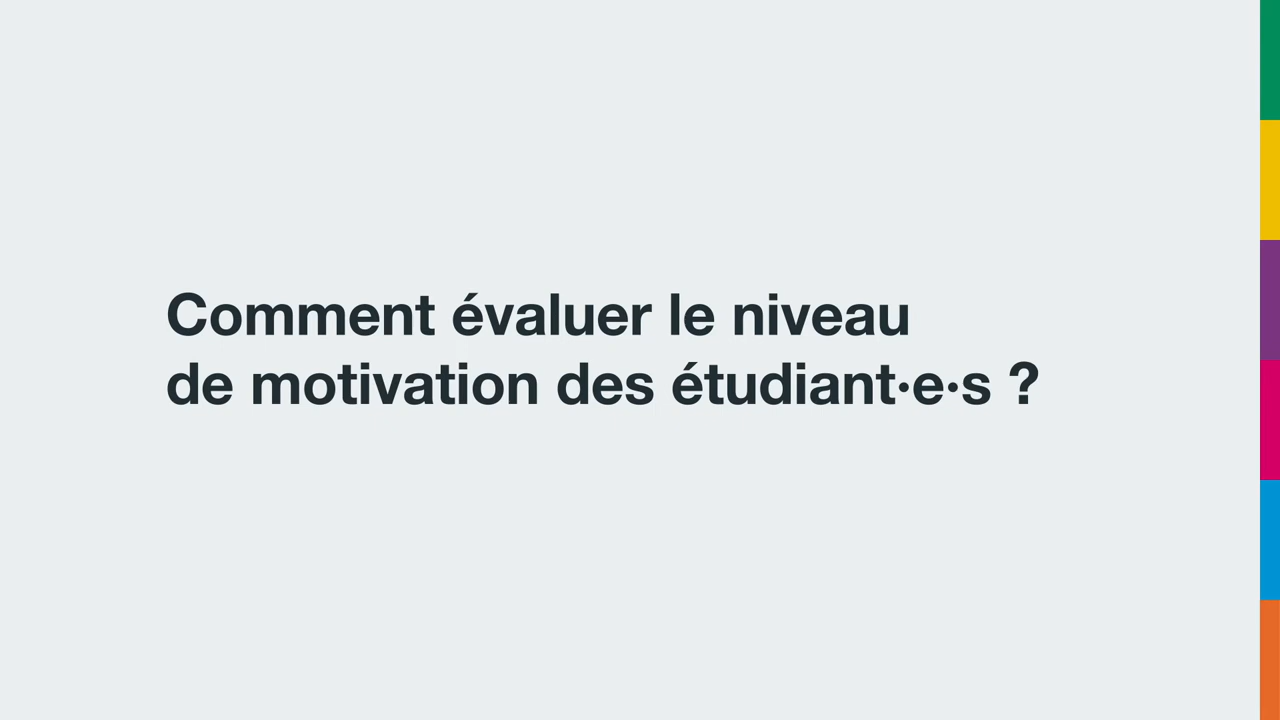 Comment évaluer le niveau
de motivation des étudiant·e·s ?